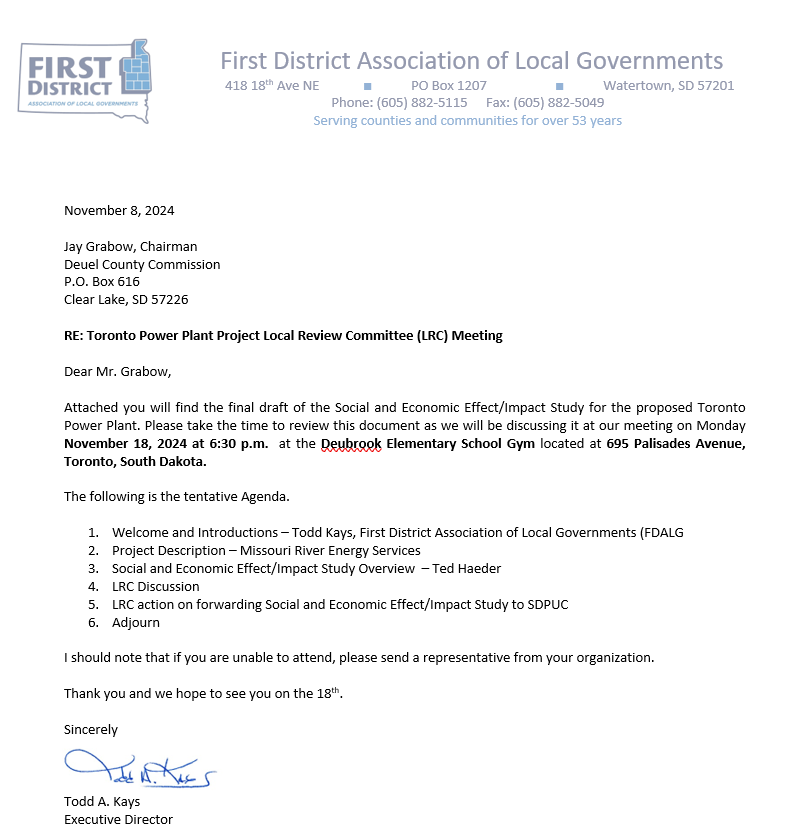 FIRST
DISTRICT
ASSOCIATION OF LOCAL GOVERNMENTS
First District Association of Local Governments
418 18th Ave NE ■ PO Box 1207 ■ Watertown, SD 57201
Phone: (605) 882-5115 Fax: (605) 882-5049
Serving counties and communities for over 53 years
November 8, 2024
Jay Grabow, Chairman
Deuel County Commission
P.O. Box 616
Clear Lake, SD 57226
RE: Toronto Power Plant Project Local Review Committee (LRC) Meeting
Dear Mr. Grabow,
Attached you will find the final draft of the Social and Economic Effect/Impact Study for the proposed Toronto
Power Plant. Please take the time to review this document as we will be discussing it at our meeting on Monday
November 18, 2024 at 6:30 p.m. at the Deubrook Elementary School Gym located at 695 Palisades Avenue,
Toronto, South Dakota.
The following is the tentative Agenda.
1. Welcome and Introductions – Todd Kays, First District Association of Local Governments (FDALG
2. Project Description – Missouri River Energy Services
3. Social and Economic Effect/Impact Study Overview – Ted Haeder
4. LRC Discussion
5. LRC action on forwarding Social and Economic Effect/Impact Study to SDPUC
6. Adjourn
I should note that if you are unable to attend, please send a representative from your organization.
Thank you and we hope to see you on the 18th.
Sincerely
Todd A. Kays
Todd A. Kays
Executive Director